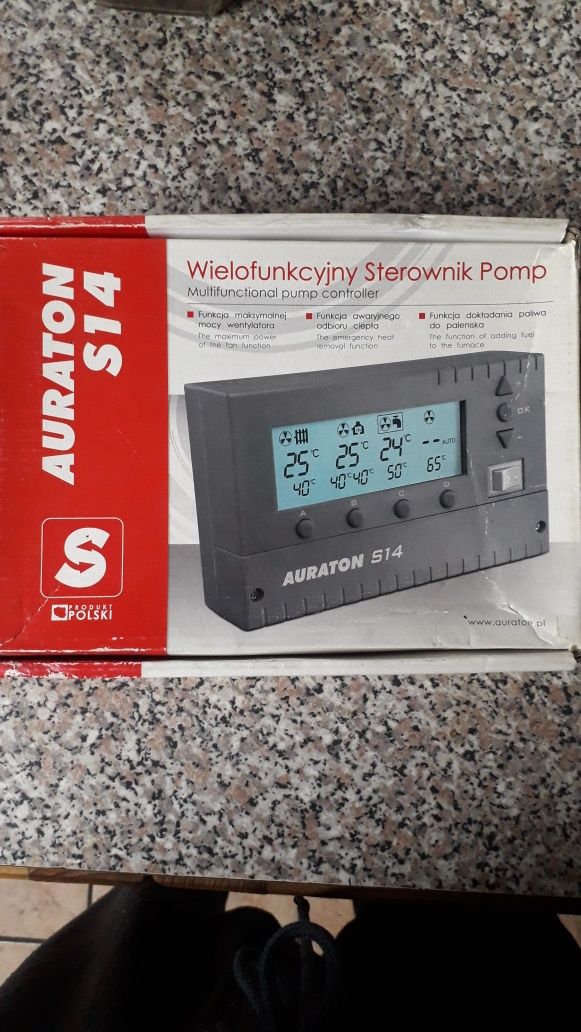 AURATON
S14
S
PRODUKT
POLSKI
Wielofunkcyjny Sterownik Pomp
Multifunctional pump controller
Funkcja maksymalnej
mocy wentylatora
The maximum power
of the fan function
Funkcja awaryjnego
odbioru ciepła
The emergency heat
removal function
Funkcja dokładania paliwa
do paleniska
The function of adding fuel
to the furnace
25°C
40°C
25°C
40°C 40°C
24°C
50°C
-- AUTO
65°C
A
B
C
D
+
OK
-
AURATON S14
www.auraton.pl